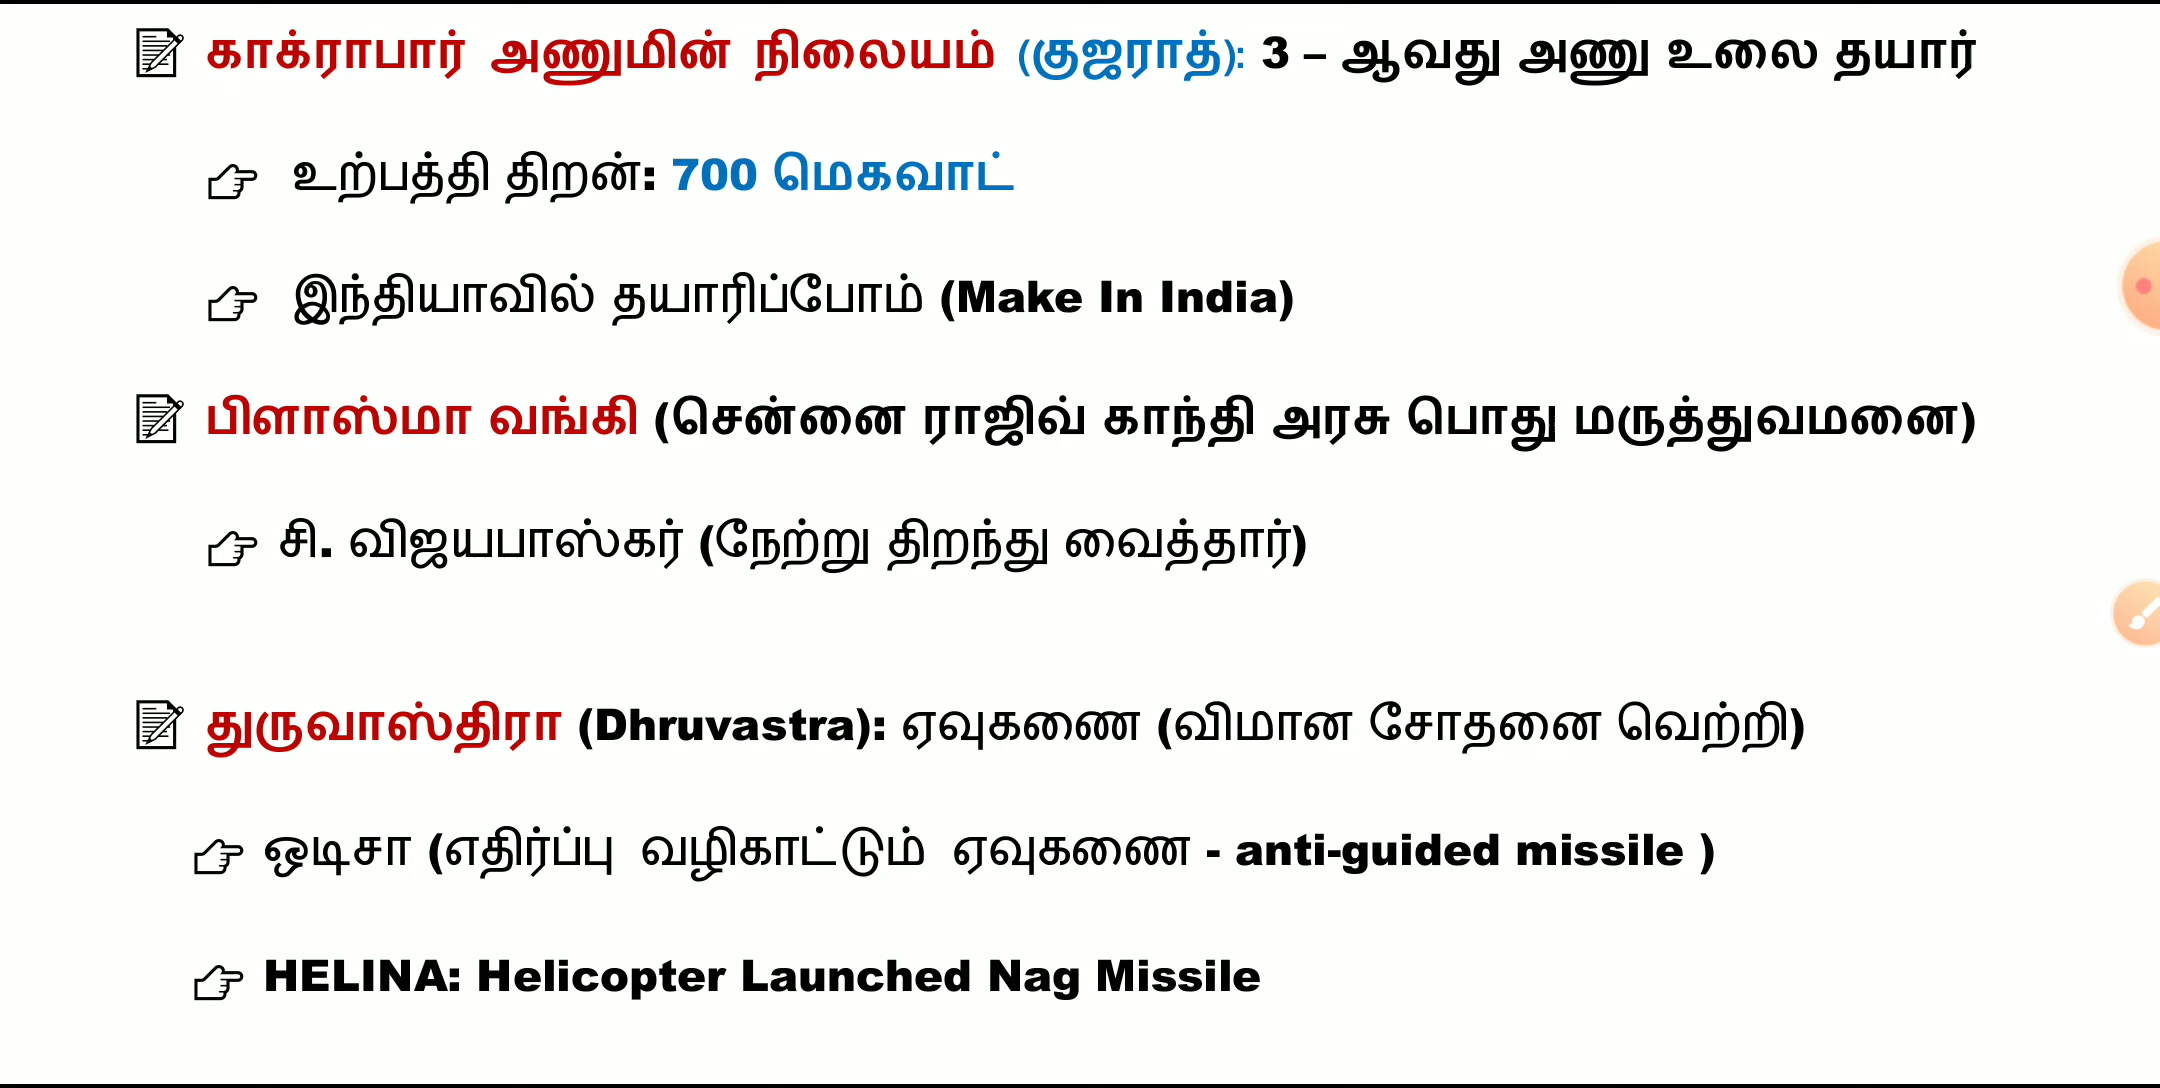 காக்ராபார் அணுமின் நிலையம் (குஜராத்): 3 – ஆவது அணு உலை தயார்
உற்பத்தி திறன்: 700 மெகவாட்
இந்தியாவில் தயாரிப்போம் (Make In India)
பிளாஸ்மா வங்கி (சென்னை ராஜிவ் காந்தி அரசு பொது மருத்துவமனை)
சி. விஜயபாஸ்கர் (நேற்று திறந்து வைத்தார்)
துருவாஸ்திரா (Dhruvastra): ஏவுகணை (விமான சோதனை வெற்றி)
ஒடிசா (எதிர்ப்பு வழிகாட்டும் ஏவுகணை - anti-guided missile )
HELINA: Helicopter Launched Nag Missile